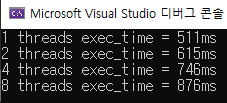 Microsoft Visual Studio 디버그 콘솔
1 threads exec_time = 511ms
2 threads exec_time = 615ms
4 threads exec_time = 746ms
8 threads exec_time = 876ms